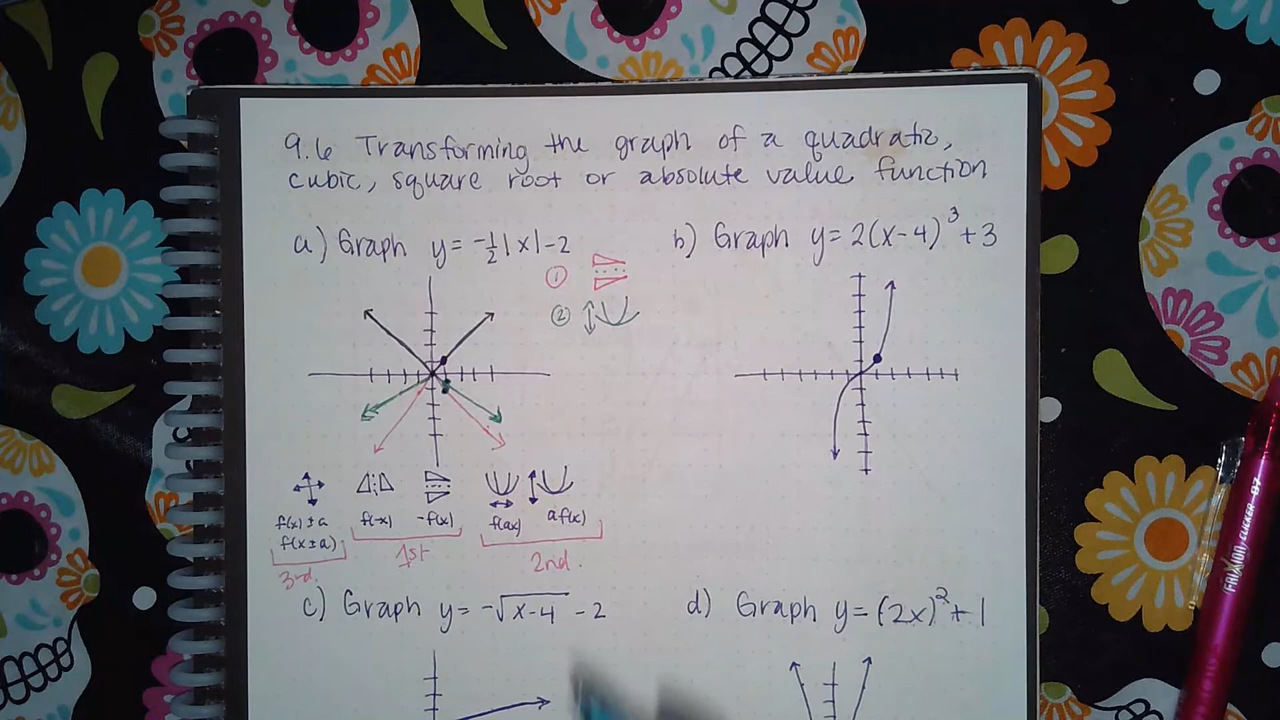 9.6 Transforming the graph of a quadratic,
cubic, square root or absolute value function
a) Graph y = -½|x| - 2
①
②
f(x) ± a
f(x ± a)
3rd.
f(-x)
-f(x)
1st
f(ax)
a f(x)
2nd.
b) Graph y = 2(x-4)³ + 3
c) Graph y = -√x-4 - 2
d) Graph y = (2x)² + 1
FRIXION CLICKER 07